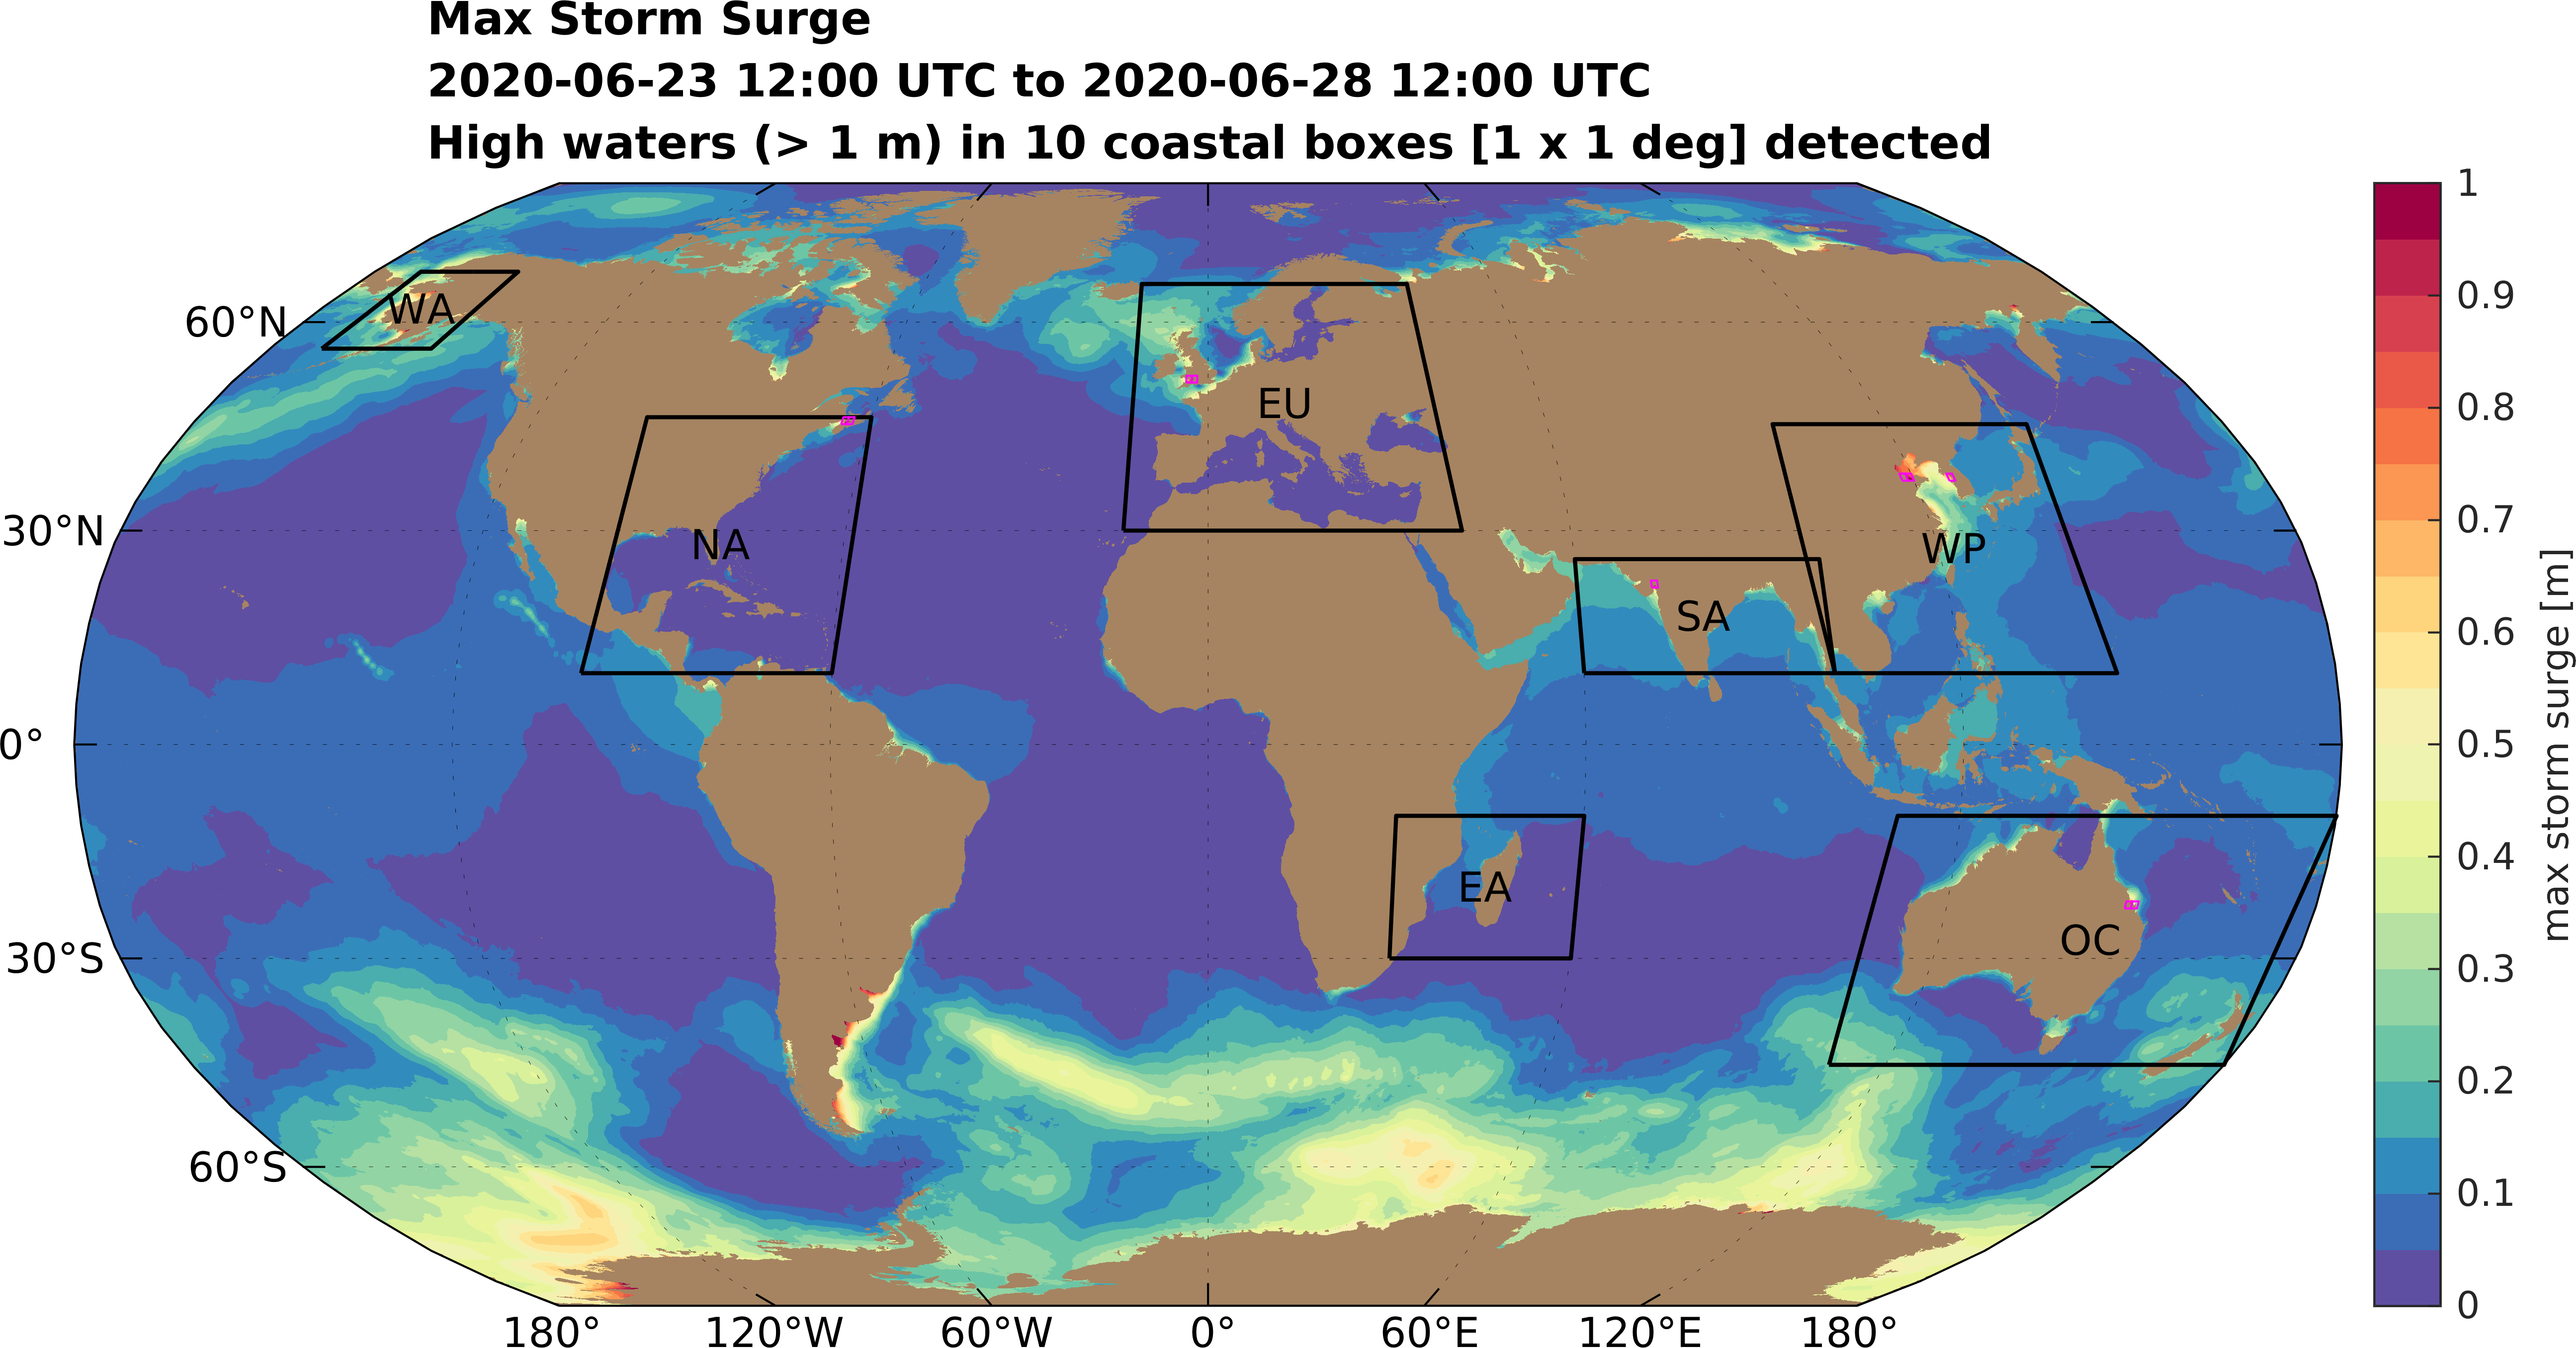 Max Storm Surge
2020-06-23 12:00 UTC to 2020-06-28 12:00 UTC
High waters (> 1 m) in 10 coastal boxes [1 x 1 deg] detected
60°N
30°N
0°
30°S
60°S
WA
NA
EU
SA
WP
EA
OC
180°
120°W
60°W
0°
60°E
120°E
180°
1
0.9
0.8
0.7
0.6
0.5
0.4
0.3
0.2
0.1
0
max storm surge [m]